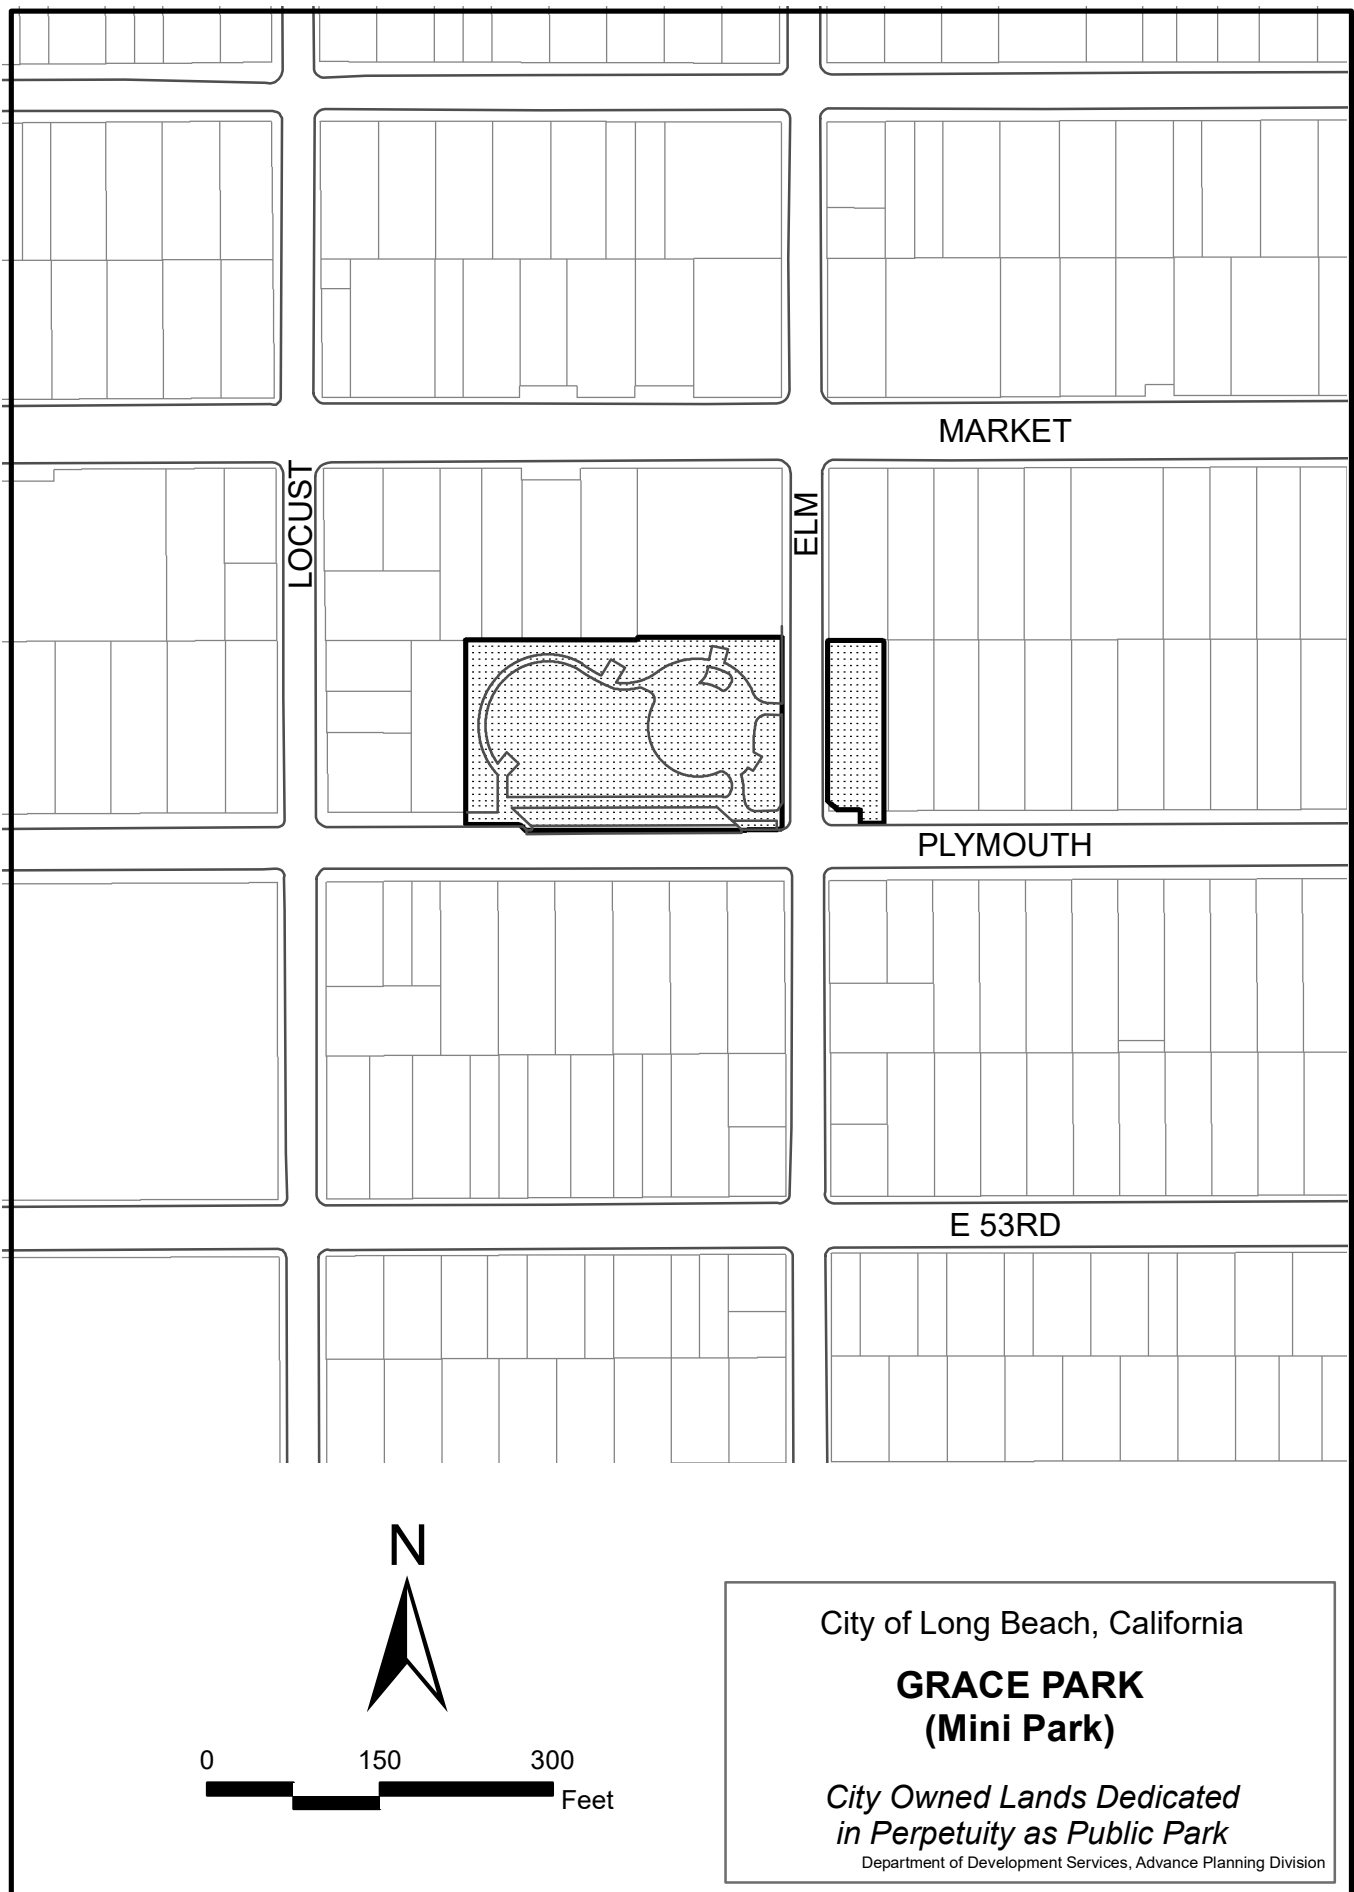 MARKET
LOCUST
ELM
PLYMOUTH
E 53RD
N
0 150 300
Feet
City of Long Beach, California
GRACE PARK
(Mini Park)
City Owned Lands Dedicated
in Perpetuity as Public Park
Department of Development Services, Advance Planning Division